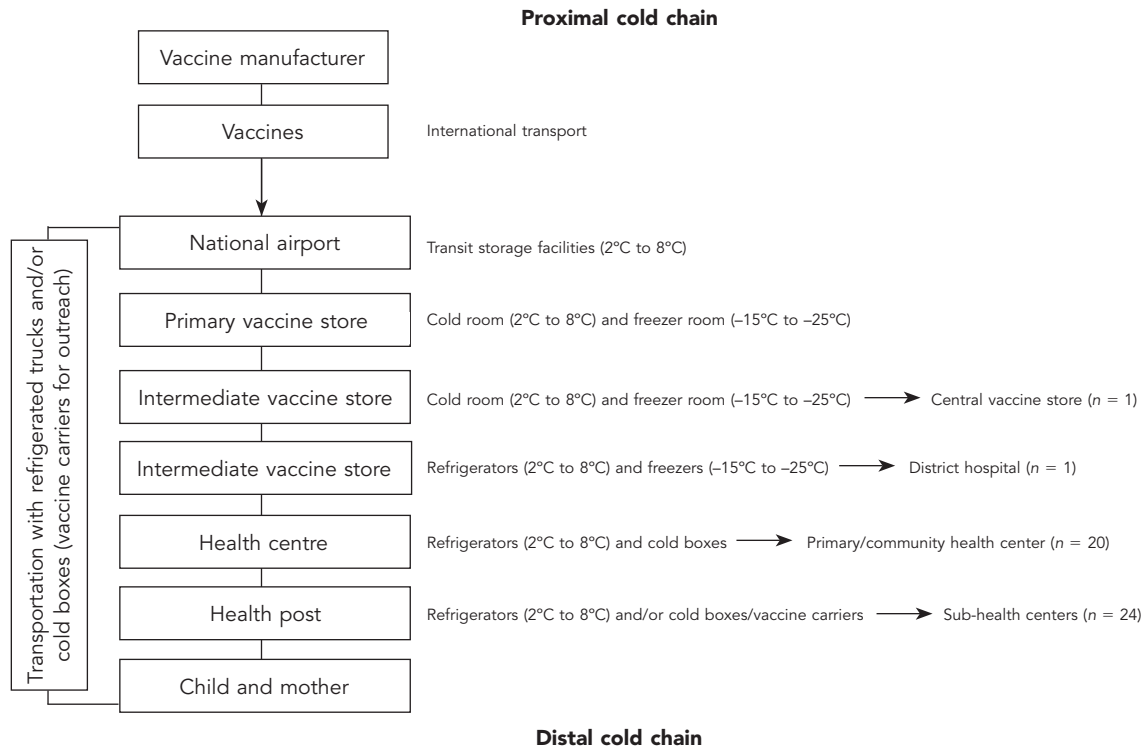 Proximal cold chain
Vaccine manufacturer
Vaccines
International transport
National airport
Transit storage facilities (2ºC to 8ºC)
Primary vaccine store
Cold room (2ºC to 8ºC) and freezer room (–15ºC to –25ºC)
Intermediate vaccine store
Cold room (2ºC to 8ºC) and freezer room (–15ºC to –25ºC)
Central vaccine store (n = 1)
Intermediate vaccine store
Refrigerators (2ºC to 8ºC) and freezers (–15ºC to –25ºC)
District hospital (n = 1)
Health centre
Refrigerators (2ºC to 8ºC) and cold boxes
Primary/community health center (n = 20)
Health post
Refrigerators (2ºC to 8ºC) and/or cold boxes/vaccine carriers
Sub-health centers (n = 24)
Child and mother
Transportation with refrigerated trucks and/or
cold boxes (vaccine carriers for outreach)
Distal cold chain